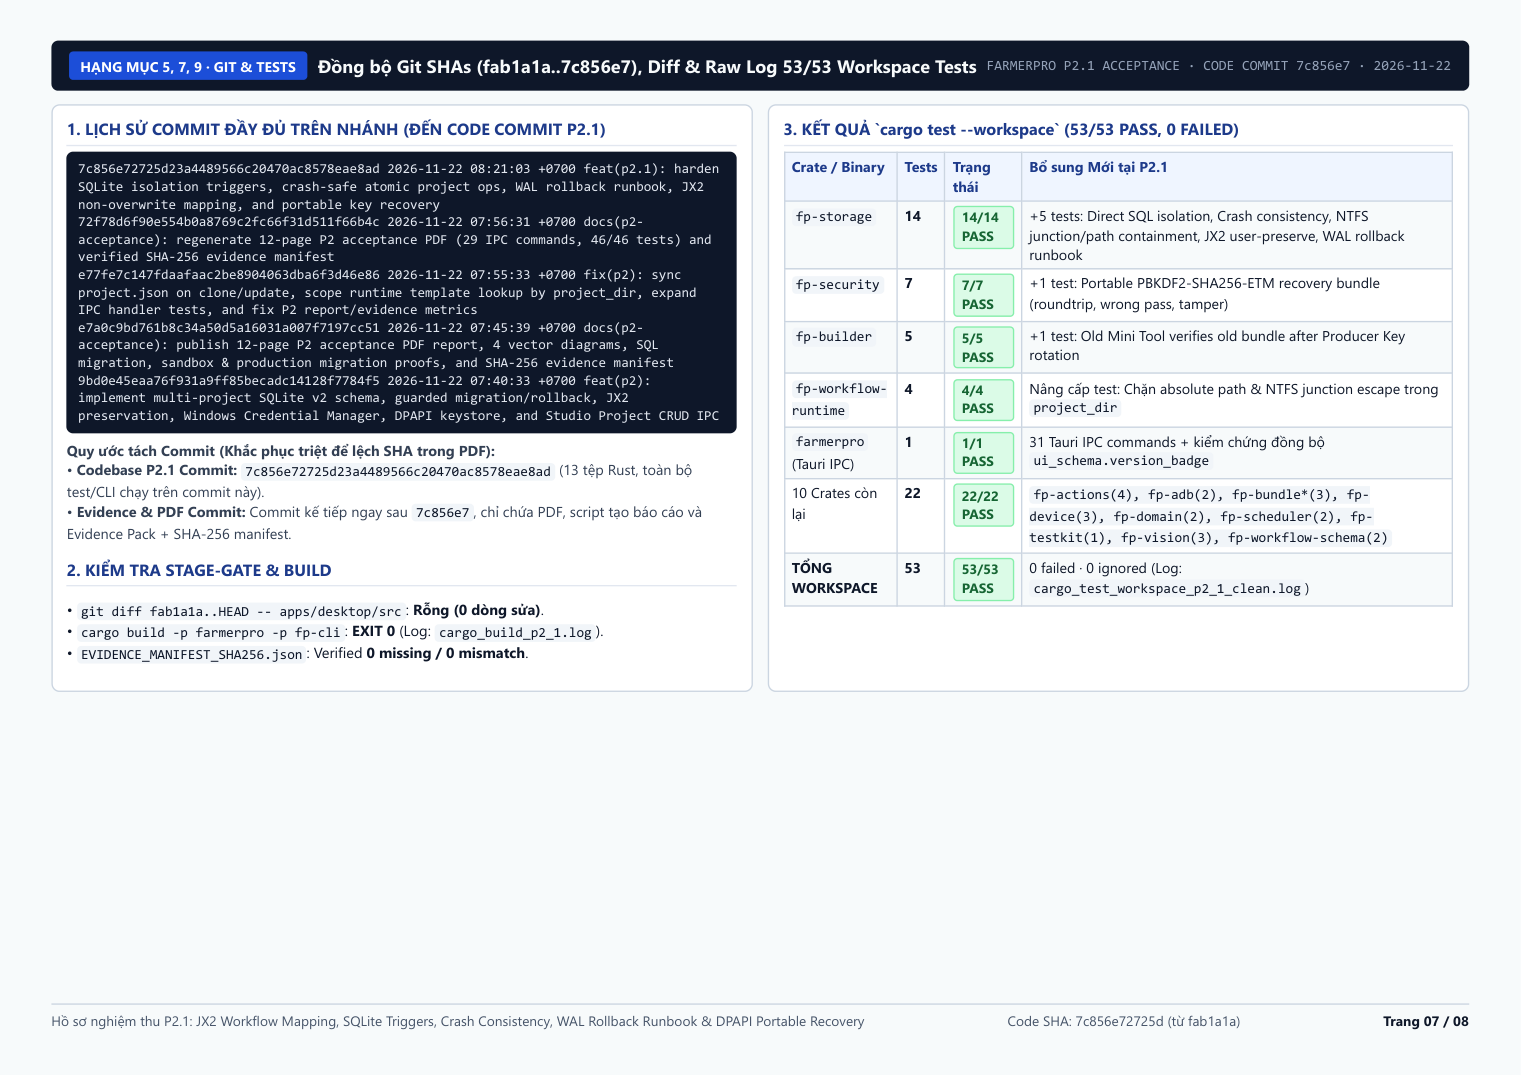 HẠNG MỤC 5, 7, 9 · GIT & TESTS
Đồng bộ Git SHAs (fab1a1a..7c856e7), Diff & Raw Log 53/53 Workspace Tests
FARMERPRO P2.1 ACCEPTANCE · CODE COMMIT 7c856e7 · 2026-11-22
1. LỊCH SỬ COMMIT ĐẦY ĐỦ TRÊN NHÁNH (ĐẾN CODE COMMIT P2.1)
7c856e72725d23a4489566c20470ac8578eae8ad 2026-11-22 08:21:03 +0700 feat(p2.1): harden
SQLite isolation triggers, crash-safe atomic project ops, WAL rollback runbook, JX2
non-overwrite mapping, and portable key recovery
72f78d6f90e554b0a8769c2fc66f31d511f66b4c 2026-11-22 07:56:31 +0700 docs(p2-
acceptance): regenerate 12-page P2 acceptance PDF (29 IPC commands, 46/46 tests) and
verified SHA-256 evidence manifest
e77fe7c147fdaafaac2be8904063dba6f3d46e86 2026-11-22 07:55:33 +0700 fix(p2): sync
project.json on clone/update, scope runtime template lookup by project_dir, expand
IPC handler tests, and fix P2 report/evidence metrics
e7a0c9bd761b8c34a50d5a16031a007f7197cc51 2026-11-22 07:45:39 +0700 docs(p2-
acceptance): publish 12-page P2 acceptance PDF report, 4 vector diagrams, SQL
migration, sandbox & production migration proofs, and SHA-256 evidence manifest
9bd0e45eaa76f931a9ff85becadc14128f7784f5 2026-11-22 07:40:33 +0700 feat(p2):
implement multi-project SQLite v2 schema, guarded migration/rollback, JX2
preservation, Windows Credential Manager, DPAPI keystore, and Studio Project CRUD IPC
Quy ước tách Commit (Khắc phục triệt để lệch SHA trong PDF):
• Codebase P2.1 Commit: 7c856e72725d23a4489566c20470ac8578eae8ad (13 tệp Rust, toàn bộ
test/CLI chạy trên commit này).
• Evidence & PDF Commit: Commit kế tiếp ngay sau 7c856e7, chỉ chứa PDF, script tạo báo cáo và
Evidence Pack + SHA-256 manifest.
2. KIỂM TRA STAGE-GATE & BUILD
• git diff fab1a1a..HEAD -- apps/desktop/src: Rỗng (0 dòng sửa).
• cargo build -p farmerpro -p fp-cli: EXIT 0 (Log: cargo_build_p2_1.log).
• EVIDENCE_MANIFEST_SHA256.json: Verified 0 missing / 0 mismatch.
3. KẾT QUẢ `cargo test --workspace` (53/53 PASS, 0 FAILED)
Crate / Binary
Tests
Trạng
thái
Bổ sung Mới tại P2.1
fp-storage
14
14/14
PASS
+5 tests: Direct SQL isolation, Crash consistency, NTFS
junction/path containment, JX2 user-preserve, WAL rollback
runbook
fp-security
7
7/7
PASS
+1 test: Portable PBKDF2-SHA256-ETM recovery bundle
(roundtrip, wrong pass, tamper)
fp-builder
5
5/5
PASS
+1 test: Old Mini Tool verifies old bundle after Producer Key
rotation
fp-workflow-
runtime
4
4/4
PASS
Nâng cấp test: Chặn absolute path & NTFS junction escape trong
project_dir
farmerpro
(Tauri IPC)
1
1/1
PASS
31 Tauri IPC commands + kiểm chứng đồng bộ
ui_schema.version_badge
10 Crates còn
lại
22
22/22
PASS
fp-actions(4), fp-adb(2), fp-bundle*(3), fp-
device(3), fp-domain(2), fp-scheduler(2), fp-
testkit(1), fp-vision(3), fp-workflow-schema(2)
TỔNG
WORKSPACE
53
53/53
PASS
0 failed · 0 ignored (Log:
cargo_test_workspace_p2_1_clean.log)
Hồ sơ nghiệm thu P2.1: JX2 Workflow Mapping, SQLite Triggers, Crash Consistency, WAL Rollback Runbook & DPAPI Portable Recovery
Code SHA: 7c856e72725d (từ fab1a1a)
Trang 07 / 08